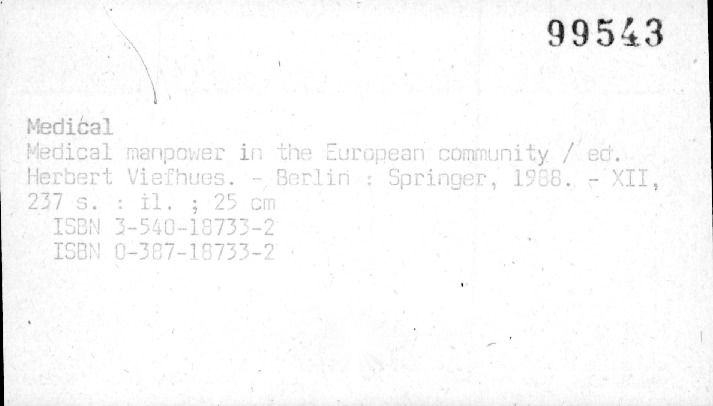 99543
Medical
Medical manpower in the European community / ed.
Herbert Viefhues. - Berlin : Springer, 1988. - XII,
237 s. : il. ; 25 cm
ISBN 3-540-18733-2
ISBN 0-387-18733-2